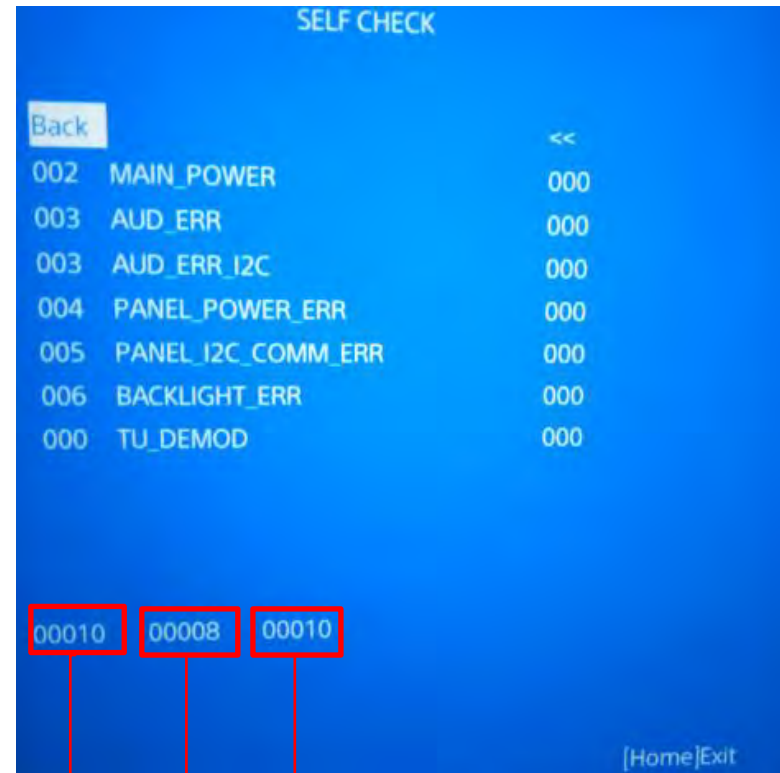 SELF CHECK
Back <<
002 MAIN_POWER 000
003 AUD_ERR 000
003 AUD_ERR_I2C 000
004 PANEL_POWER_ERR 000
005 PANEL_I2C_COMM_ERR 000
006 BACKLIGHT_ERR 000
000 TU_DEMOD 000
00010 00008 00010
[Home]Exit